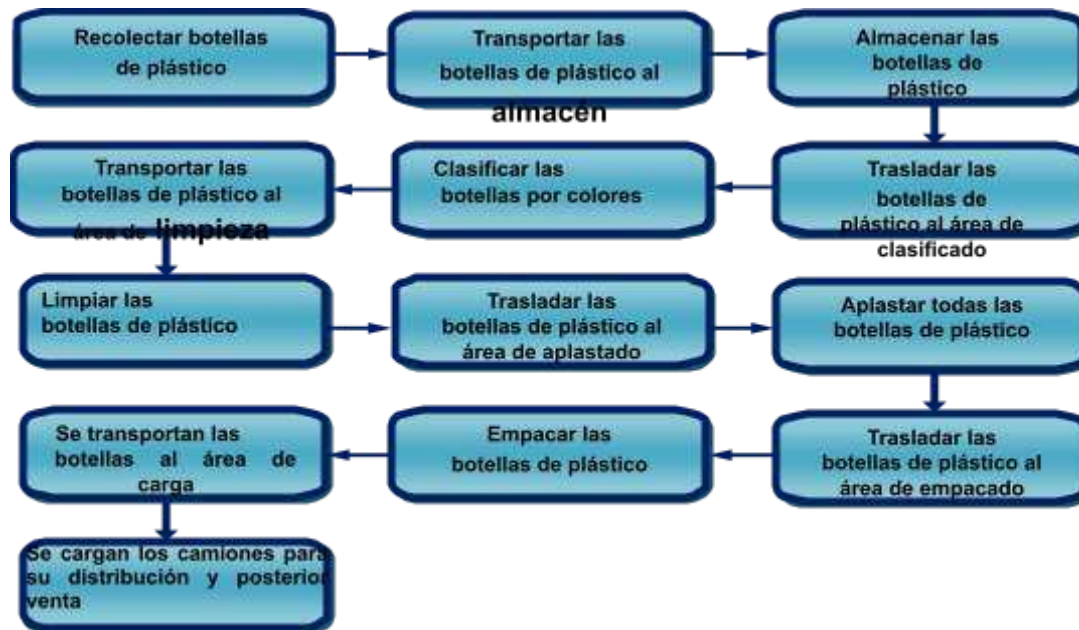 Recolectar botellas
de plástico
Transportar las
botellas de plástico al
almacén
Almacenar las
botellas de
plástico
Transportar las
botellas de plástico al
área de limpieza
Clasificar las
botellas por colores
Trasladar las
botellas de
plástico al área de
clasificado
Limpiar las
botellas de plástico
Trasladar las
botellas de plástico al
área de aplastado
Aplastar todas las
botellas de plástico
Se transportan las
botellas al área de
carga
Empacar las
botellas de plástico
Trasladar las
botellas de plástico al
área de empacado
Se cargan los camiones para
su distribución y posterior
venta